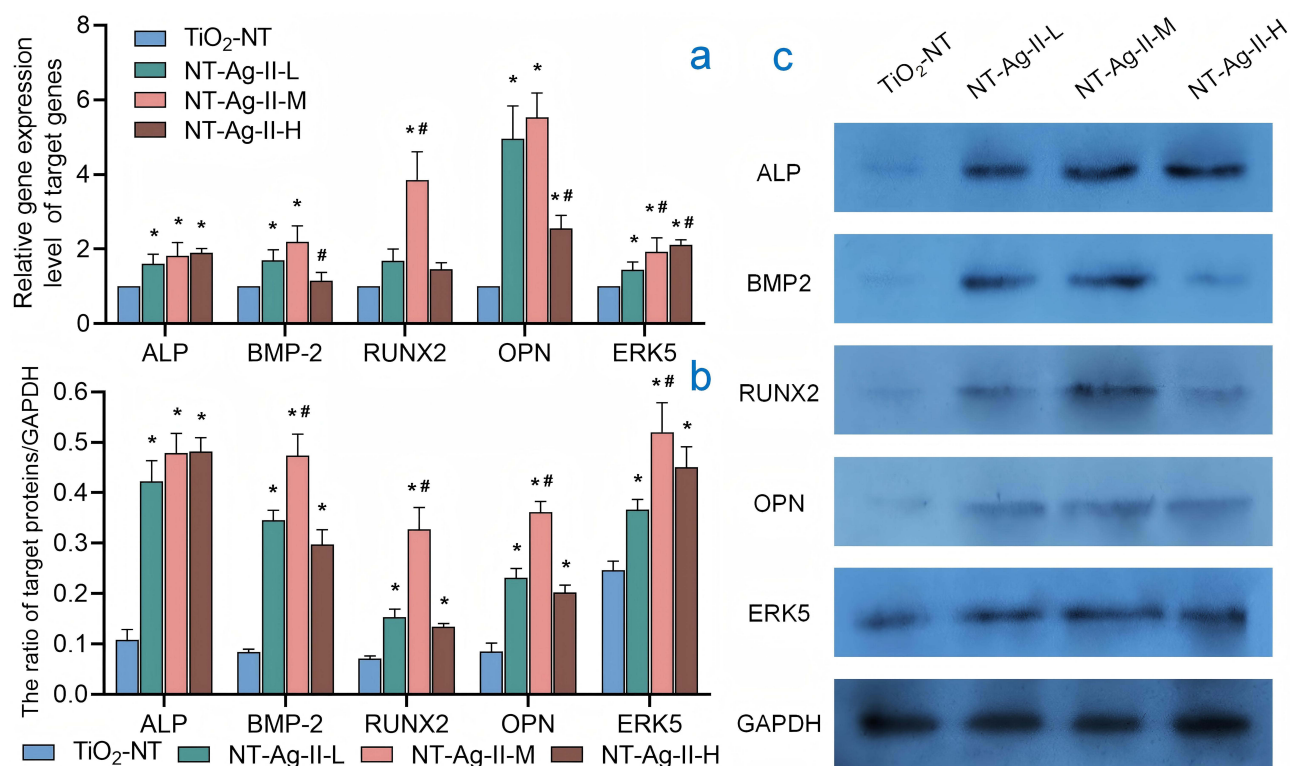 a
TiO2-NT
NT-Ag-II-L
NT-Ag-II-M
NT-Ag-II-H
Relative gene expression
level of target genes
8
6
4
2
0
* * *
* * #
*#
* * *#
* *# *#
ALP BMP-2 RUNX2 OPN ERK5
b
The ratio of target proteins/GAPDH
0.6
0.5
0.4
0.3
0.2
0.1
0.0
* * *
* *# *
* *# *
* *# *
* *# *
ALP BMP-2 RUNX2 OPN ERK5
TiO2-NT NT-Ag-II-L NT-Ag-II-M NT-Ag-II-H
c
TiO2-NT NT-Ag-II-L NT-Ag-II-M NT-Ag-II-H
ALP
BMP2
RUNX2
OPN
ERK5
GAPDH